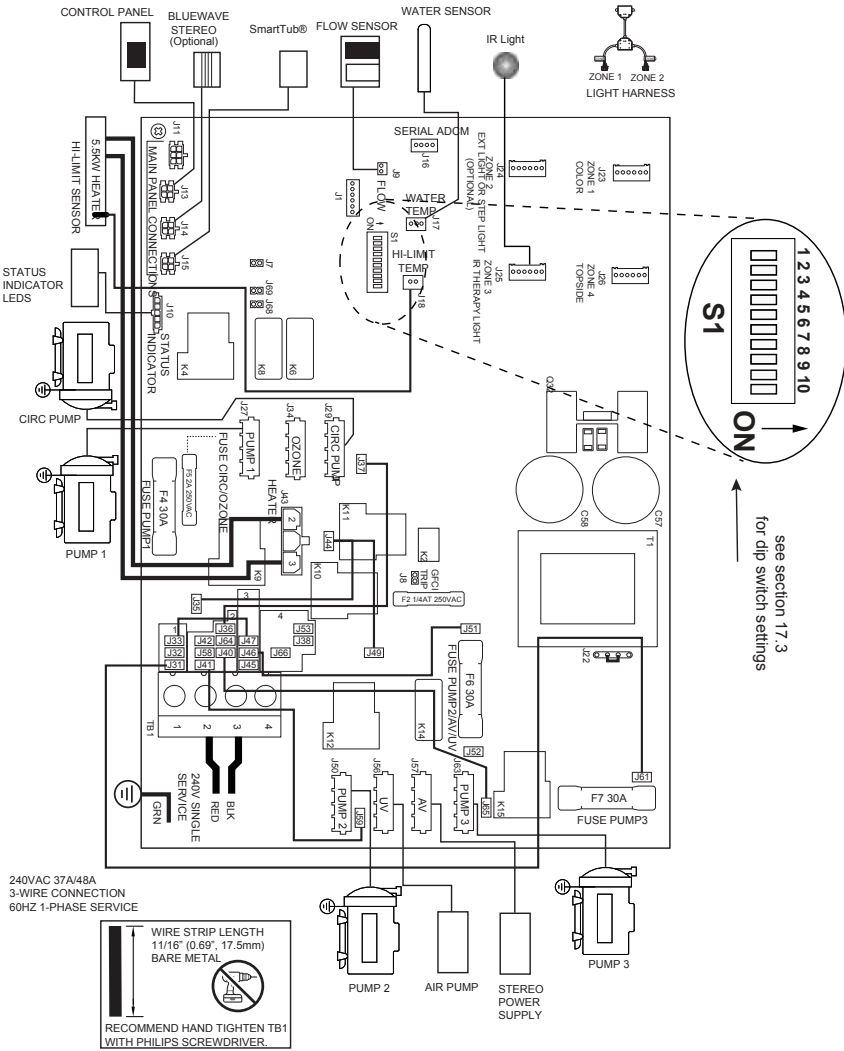 CONTROL PANEL
BLUEWAVE
STEREO
(Optional)
SmartTub®
FLOW SENSOR
WATER SENSOR
IR Light
ZONE 1
ZONE 2
LIGHT HARNESS
5.5KW HEATER
HI-LIMIT SENSOR
J11
J13
J14
J15
MAIN PANEL CONNECTIONS
J10
STATUS
INDICATOR
STATUS
INDICATOR
LEDS
SERIAL ADCM
J16
J9
FLOW
J1
WATER
TEMP
J17
S1
ON
HI-LIMIT
TEMP
J18
J7
J69
J68
K4
K8
K6
J24
ZONE 2
EXT LIGHT OR STEP LIGHT
(OPTIONAL)
J23
ZONE 1
COLOR
J25
ZONE 3
IR THERAPY LIGHT
J26
ZONE 4
TOPSIDE
1 2 3 4 5 6 7 8 9 10
S1
ON
see section 17.3
for dip switch settings
CIRC PUMP
PUMP 1
J27
PUMP 1
J34
OZONE
J29
CIRC PUMP
J37
F4 30A
FUSE PUMP1
F5 2A 250VAC
FUSE CIRC/OZONE
J43
HEATER
2
3
K9
K10
K11
J44
J35
K2
GFCI
TRIP
J8
F2 1/4AT 250VAC
C58
C57
T1
J22
1
2
3
4
J33
J32
J31
J36
J42
J64
J58
J40
J41
J47
J46
J45
J53
J38
J66
J49
J51
F6 30A
FUSE PUMP2/AV/UV
J52
K12
K14
K15
TB1
1
2
3
4
GRN
240V SINGLE
SERVICE
RED
BLK
J50
PUMP 2
J59
J56
UV
J57
AV
J63
PUMP 3
J65
J61
F7 30A
FUSE PUMP3
240VAC 37A/48A
3-WIRE CONNECTION
60HZ 1-PHASE SERVICE
WIRE STRIP LENGTH
11/16" (0.69", 17.5mm)
BARE METAL
RECOMMEND HAND TIGHTEN TB1
WITH PHILIPS SCREWDRIVER.
PUMP 2
AIR PUMP
STEREO
POWER
SUPPLY
PUMP 3